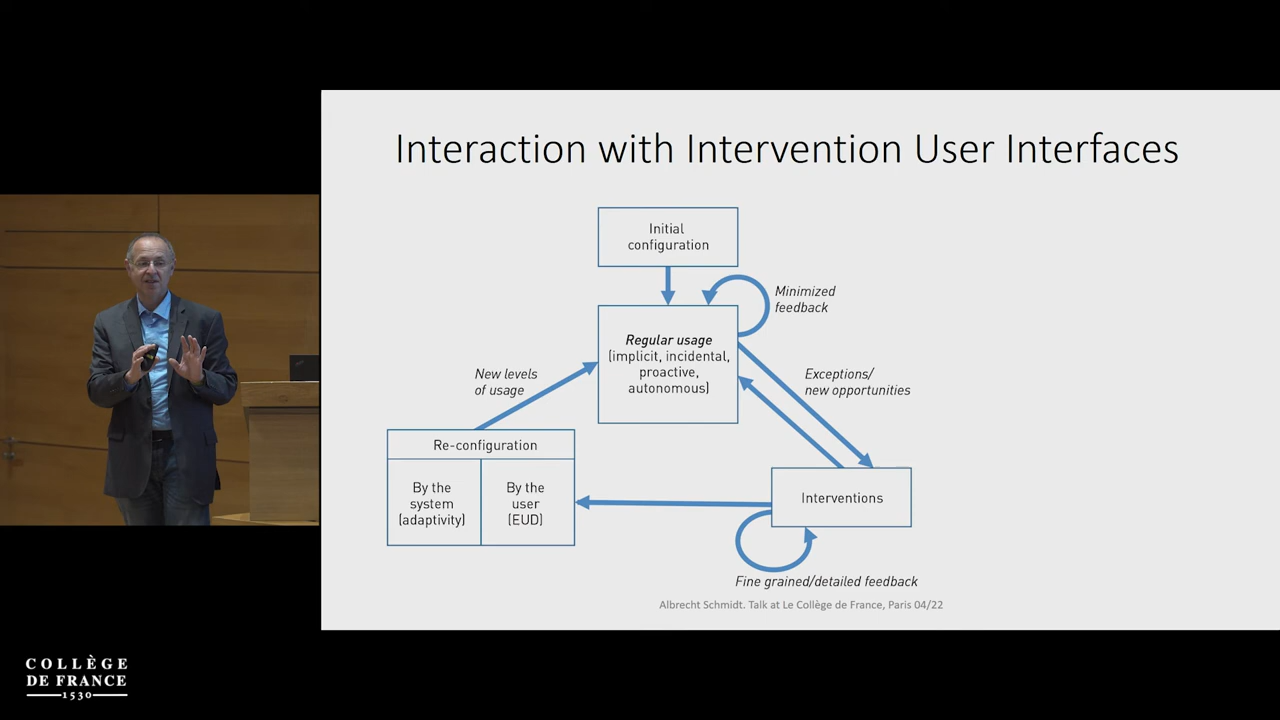 Interaction with Intervention User Interfaces
Initial
configuration
Minimized
feedback
Regular usage
(implicit, incidental,
proactive,
autonomous)
New levels
of usage
Exceptions/
new opportunities
Re-configuration
By the
system
(adaptivity)
By the
user
(EUD)
Interventions
Fine grained/detailed feedback
Albrecht Schmidt. Talk at Le Collège de France, Paris 04/22
COLLÈGE
DE FRANCE
1530